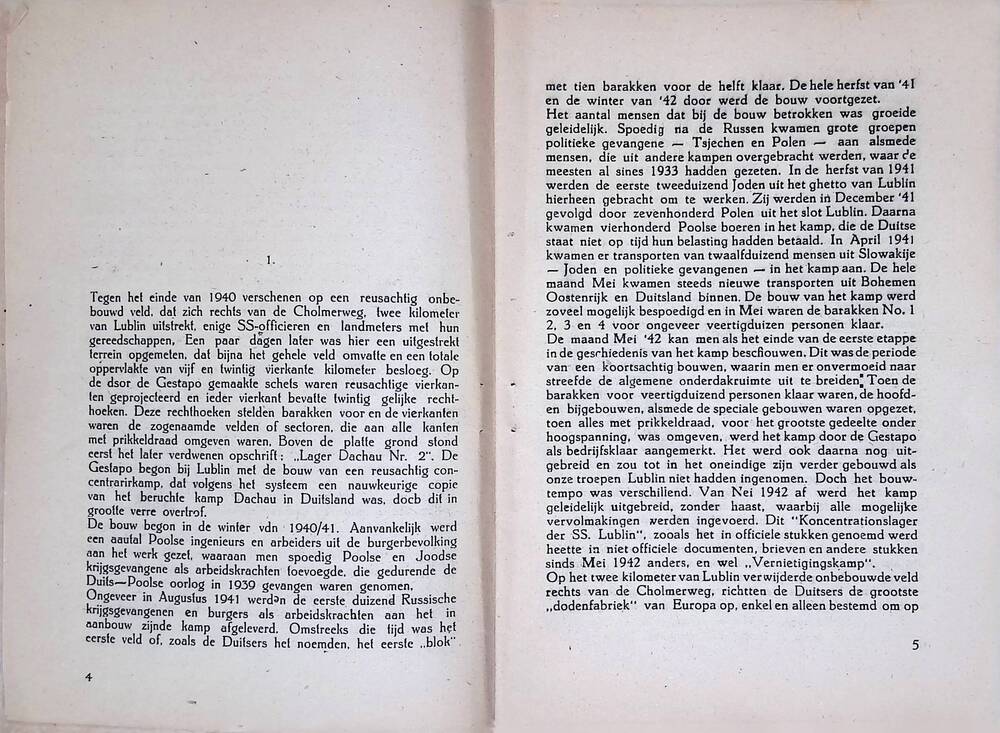 1.
Tegen het einde van 1940 verschenen op een reusachtig onbe-
bouwd veld, dat zich rechts van de Cholmerweg, twee kilometer
van Lublin uitstrekt, enige SS-officieren en landmeters met hun
gereedschappen. Een paar dagen later was hier een uitgestrekt
terrein opgemeten, dat bijna het gehele veld omvatte en een totale
oppervlakte van vijf en twintig vierkante kilometer besloeg. Op
de dsor de Gestapo gemaakte schets waren reusachtige vierkan-
ten geprojecteerd en ieder vierkant bevatte twintig gelijke recht-
hoeken. Deze rechthoeken stelden barakken voor en de vierkanten
waren de zogenaamde velden of sectoren, die aan alle kanten
met prikkeldraad omgeven waren. Boven de platte grond stond
eerst het later verdwenen opschrift: „Lager Dachau Nr. 2". De
Gestapo begon bij Lublin met de bouw van een reusachtig con-
centrarirkamp, dat volgens het systeem een nauwkeurige copie
van het beruchte kamp Dachau in Duitsland was, docb dit in
grootte verre overtrof.
De bouw begon in de winter vdn 1940/41. Aanvankelijk werd
een aautal Poolse ingenieurs en arbeiders uit de burgerbevolking
aan het werk gezet, waaraan men spoedig Poolse en Joodse
krijgsgevangenen als arbeidskrachten toevoegde, die gedurende de
Duits—Poolse oorlog in 1939 gevangen waren genomen.
Ongeveer in Augustus 1941 werdən de eerste duizend Russische
krijgsgevangenen en burgers als arbeidskrachten aan het in
aanbouw zijnde kamp afgeleverd. Omstreeks die tijd was het
eerste veld of, zoals de Duitsers het noemden, het eerste „blok"
4
met tien barakken voor de helft klaar. De hele herfst van '41
en de winter van '42 door werd de bouw voortgezet.
Het aantal mensen dat bij de bouw betrokken was groeide
geleidelijk. Spoedig na de Russen kwamen grote groepen
politieke gevangene — Tsjechen en Polen — aan alsmede
mensen, die uit andere kampen overgebracht werden, waar de
meesten al sines 1933 hadden gezeten. In de herfst van 1941
werden de eerste tweeduizend Joden uit het ghetto van Lublin
hierheen gebracht om te werken. Zij werden in December '41
gevolgd door zevenhonderd Polen uit het slot Lublin. Daarna
kwamen vierhonderd Poolse boeren in het kamp, die de Duitse
staat niet op tijd hun belasting hadden betaald. In April 1941
kwamen er transporten van twaalfduizend mensen uit Slowakije
— Joden en politieke gevangenen — in het kamp aan. De hele
maand Mei kwamen steeds nieuwe transporten uit Bohemen
Oostenrijk en Duitsland binnen. De bouw van het kamp werd
zoveel mogelijk bespoedigd en in Mei waren de barakken No. 1
2, 3 en 4 voor ongeveer veertigduizen personen klaar.
De maand Mei '42 kan men als het einde van de eerste etappe
in de geschiedenis van het kamp bescflouwen. Dit was de periode
van een koortsachtig bouwen, waarin men er onvermoeid naar
streefde de algemene onderdakruimte uit te breiden. Toen de
barakken voor veertigduizend personen klaar waren, de hoofd-
en bijgebouwen, alsmede de speciale gebouwen waren opgezet,
toen alles met prikkeldraad, voor het grootste gedeelte onder
hoogspanning, was omgeven, werd het kamp door de Gestapo
als bedrijfsklaar aangemerkt. Het werd ook daarna nog uit-
gebreid en zou tot in het oneindige zijn verder gebouwd als
onze troepen Lublin niet hadden ingenomen. Doch het bouw-
tempo was verschiliend. Van Nei 1942 af werd het kamp
geleidelijk uitgebreid, zonder haast, waarbij alle mogelijke
vervolmakingen werden ingevoerd. Dit "Koncentrationslager
der SS. Lublin", zooals het in officiele stukken genoemd werd
heette in niet officiele documenten, brieven en andere stukken
sinds Mei 1942 anders, en wel „Vernietigingskamp".
Op het twee kilometer van Lublin verwijderde onbebouwde veld
rechts van de Cholmerweg, richtten de Duitsers de grootste
„dodenfabriek" van Europa op, enkel en alleen bestemd om op
5